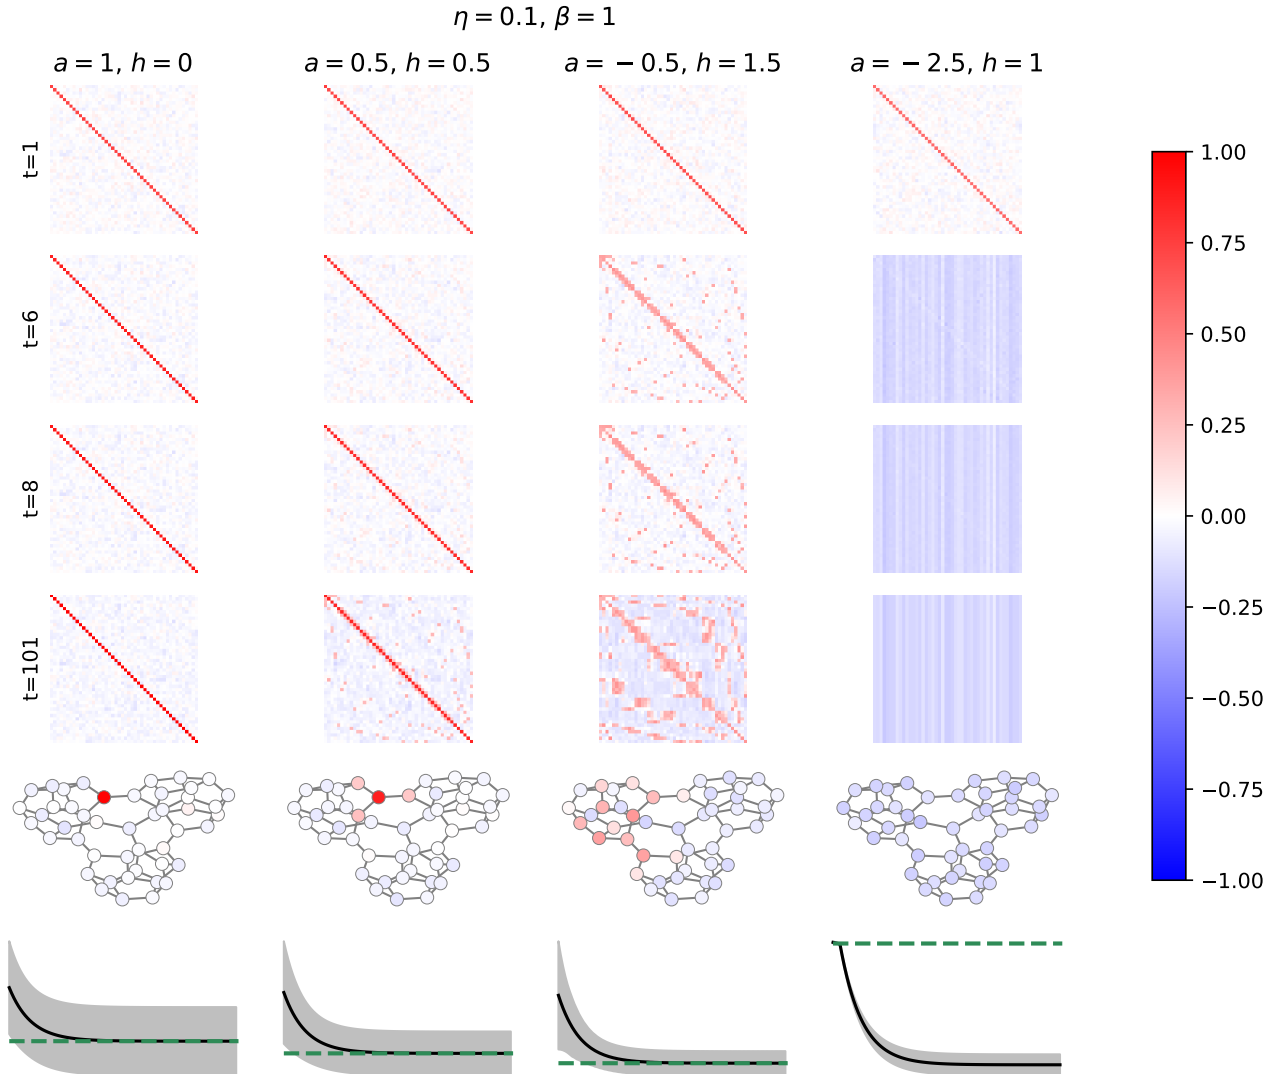 η = 0.1, β = 1
a = 1, h = 0
a = 0.5, h = 0.5
a = −0.5, h = 1.5
a = −2.5, h = 1
t=1
t=6
t=8
t=101
1.00
0.75
0.50
0.25
0.00
−0.25
−0.50
−0.75
−1.00